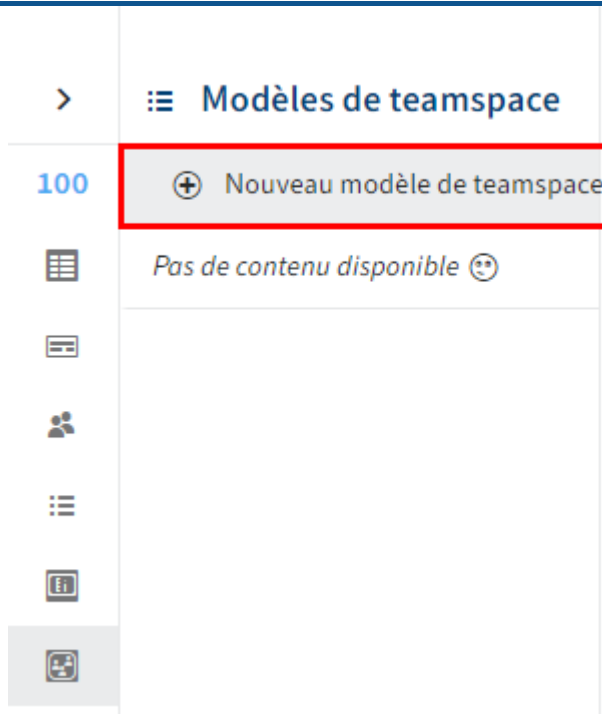 Modèles de teamspace
100
Nouveau modèle de teamspace
Pas de contenu disponible